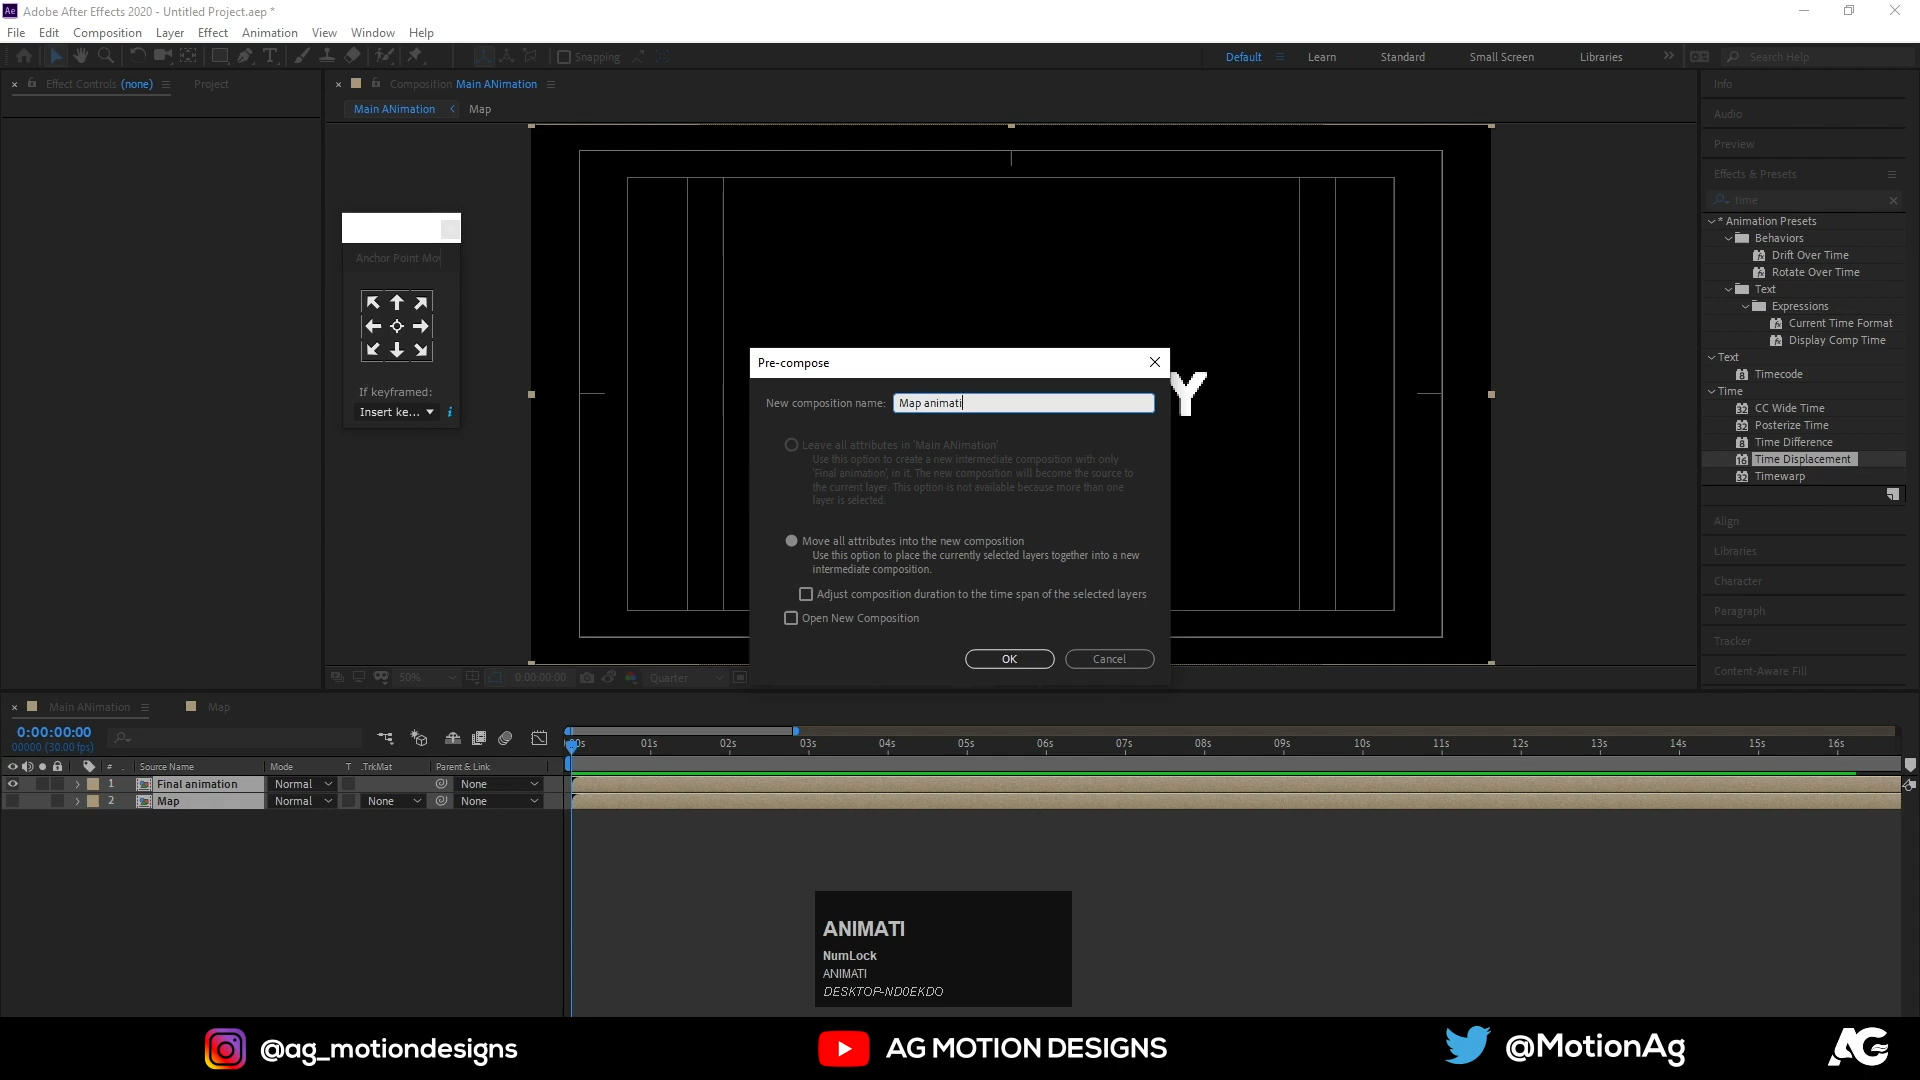 Ae Adobe After Effects 2020 - Untitled Project.aep *
File Edit Composition Layer Effect Animation View Window Help
Snapping
Default Learn Standard Small Screen Libraries Search Help
Effect Controls (none) Project
Composition Main ANimation
Main ANimation Map
Info
Audio
Preview
Effects & Presets
time
* Animation Presets
Behaviors
Drift Over Time
Rotate Over Time
Text
Expressions
Current Time Format
Display Comp Time
Text
Timecode
Time
CC Wide Time
Posterize Time
Time Difference
Time Displacement
Timewarp
Align
Libraries
Character
Paragraph
Tracker
Content-Aware Fill
Anchor Point Mov
If keyframed:
Insert ke...
Y
Pre-compose
New composition name: Map animati
Leave all attributes in 'Main ANimation'
Use this option to create a new intermediate composition with only
'Final animation', in it. The new composition will become the source to
the current layer. This option is not available because more than one
layer is selected.
Move all attributes into the new composition
Use this option to place the currently selected layers together into a new
intermediate composition.
Adjust composition duration to the time span of the selected layers
Open New Composition
OK Cancel
50% 0:00:00:00 Quarter
Main ANimation Map
0:00:00:00
00000 (30.00 fps)
:00s 01s 02s 03s 04s 05s 06s 07s 08s 09s 10s 11s 12s 13s 14s 15s 16s
# Source Name Mode T .TrkMat Parent & Link
1 Final animation Normal None
2 Map Normal None None
ANIMATI
NumLock
ANIMATI
DESKTOP-ND0EKDO
@ag_motiondesigns AG MOTION DESIGNS @MotionAg AG